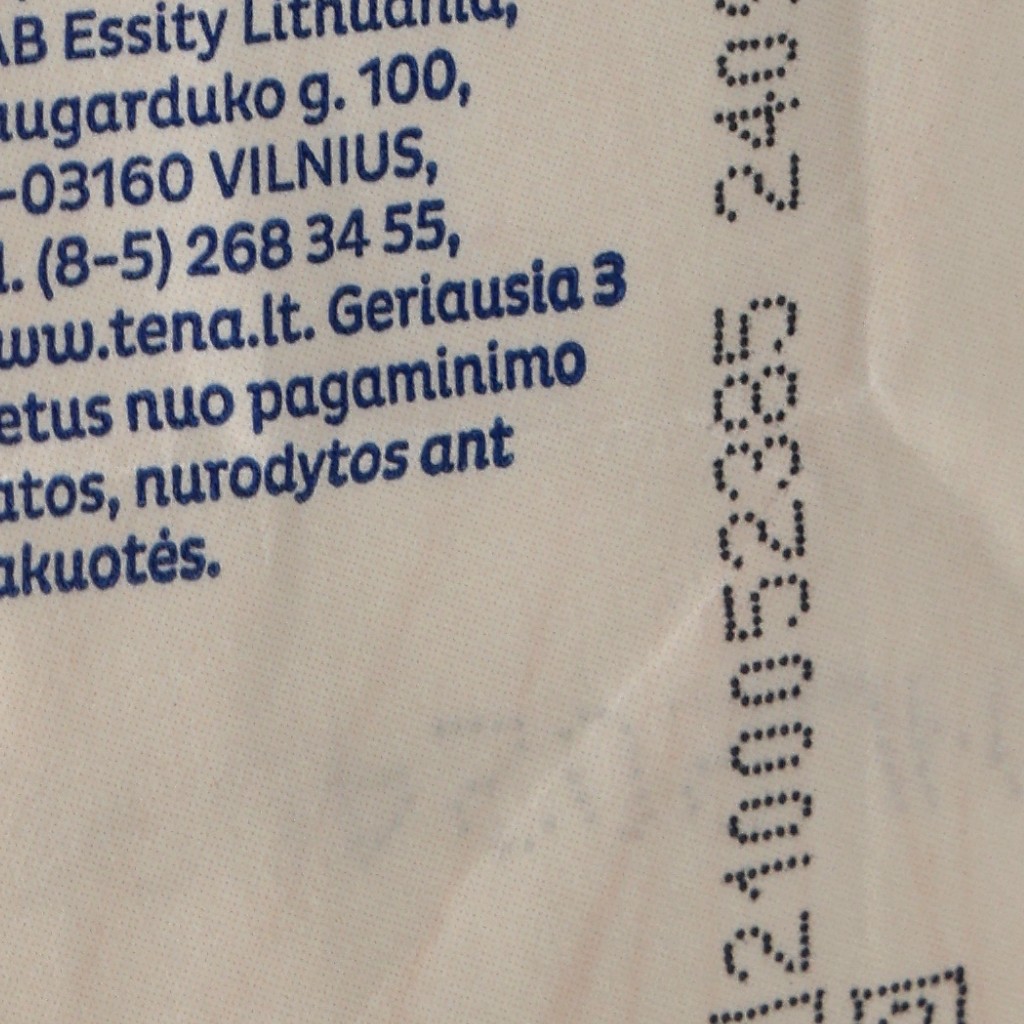 AB Essity Lithuania,
augarduko g. 100,
-03160 VILNIUS,
l. (8-5) 268 34 55,
www.tena.lt. Geriausia 3
etus nuo pagaminimo
atos, nurodytos ant
akuotės.
2100052385 240